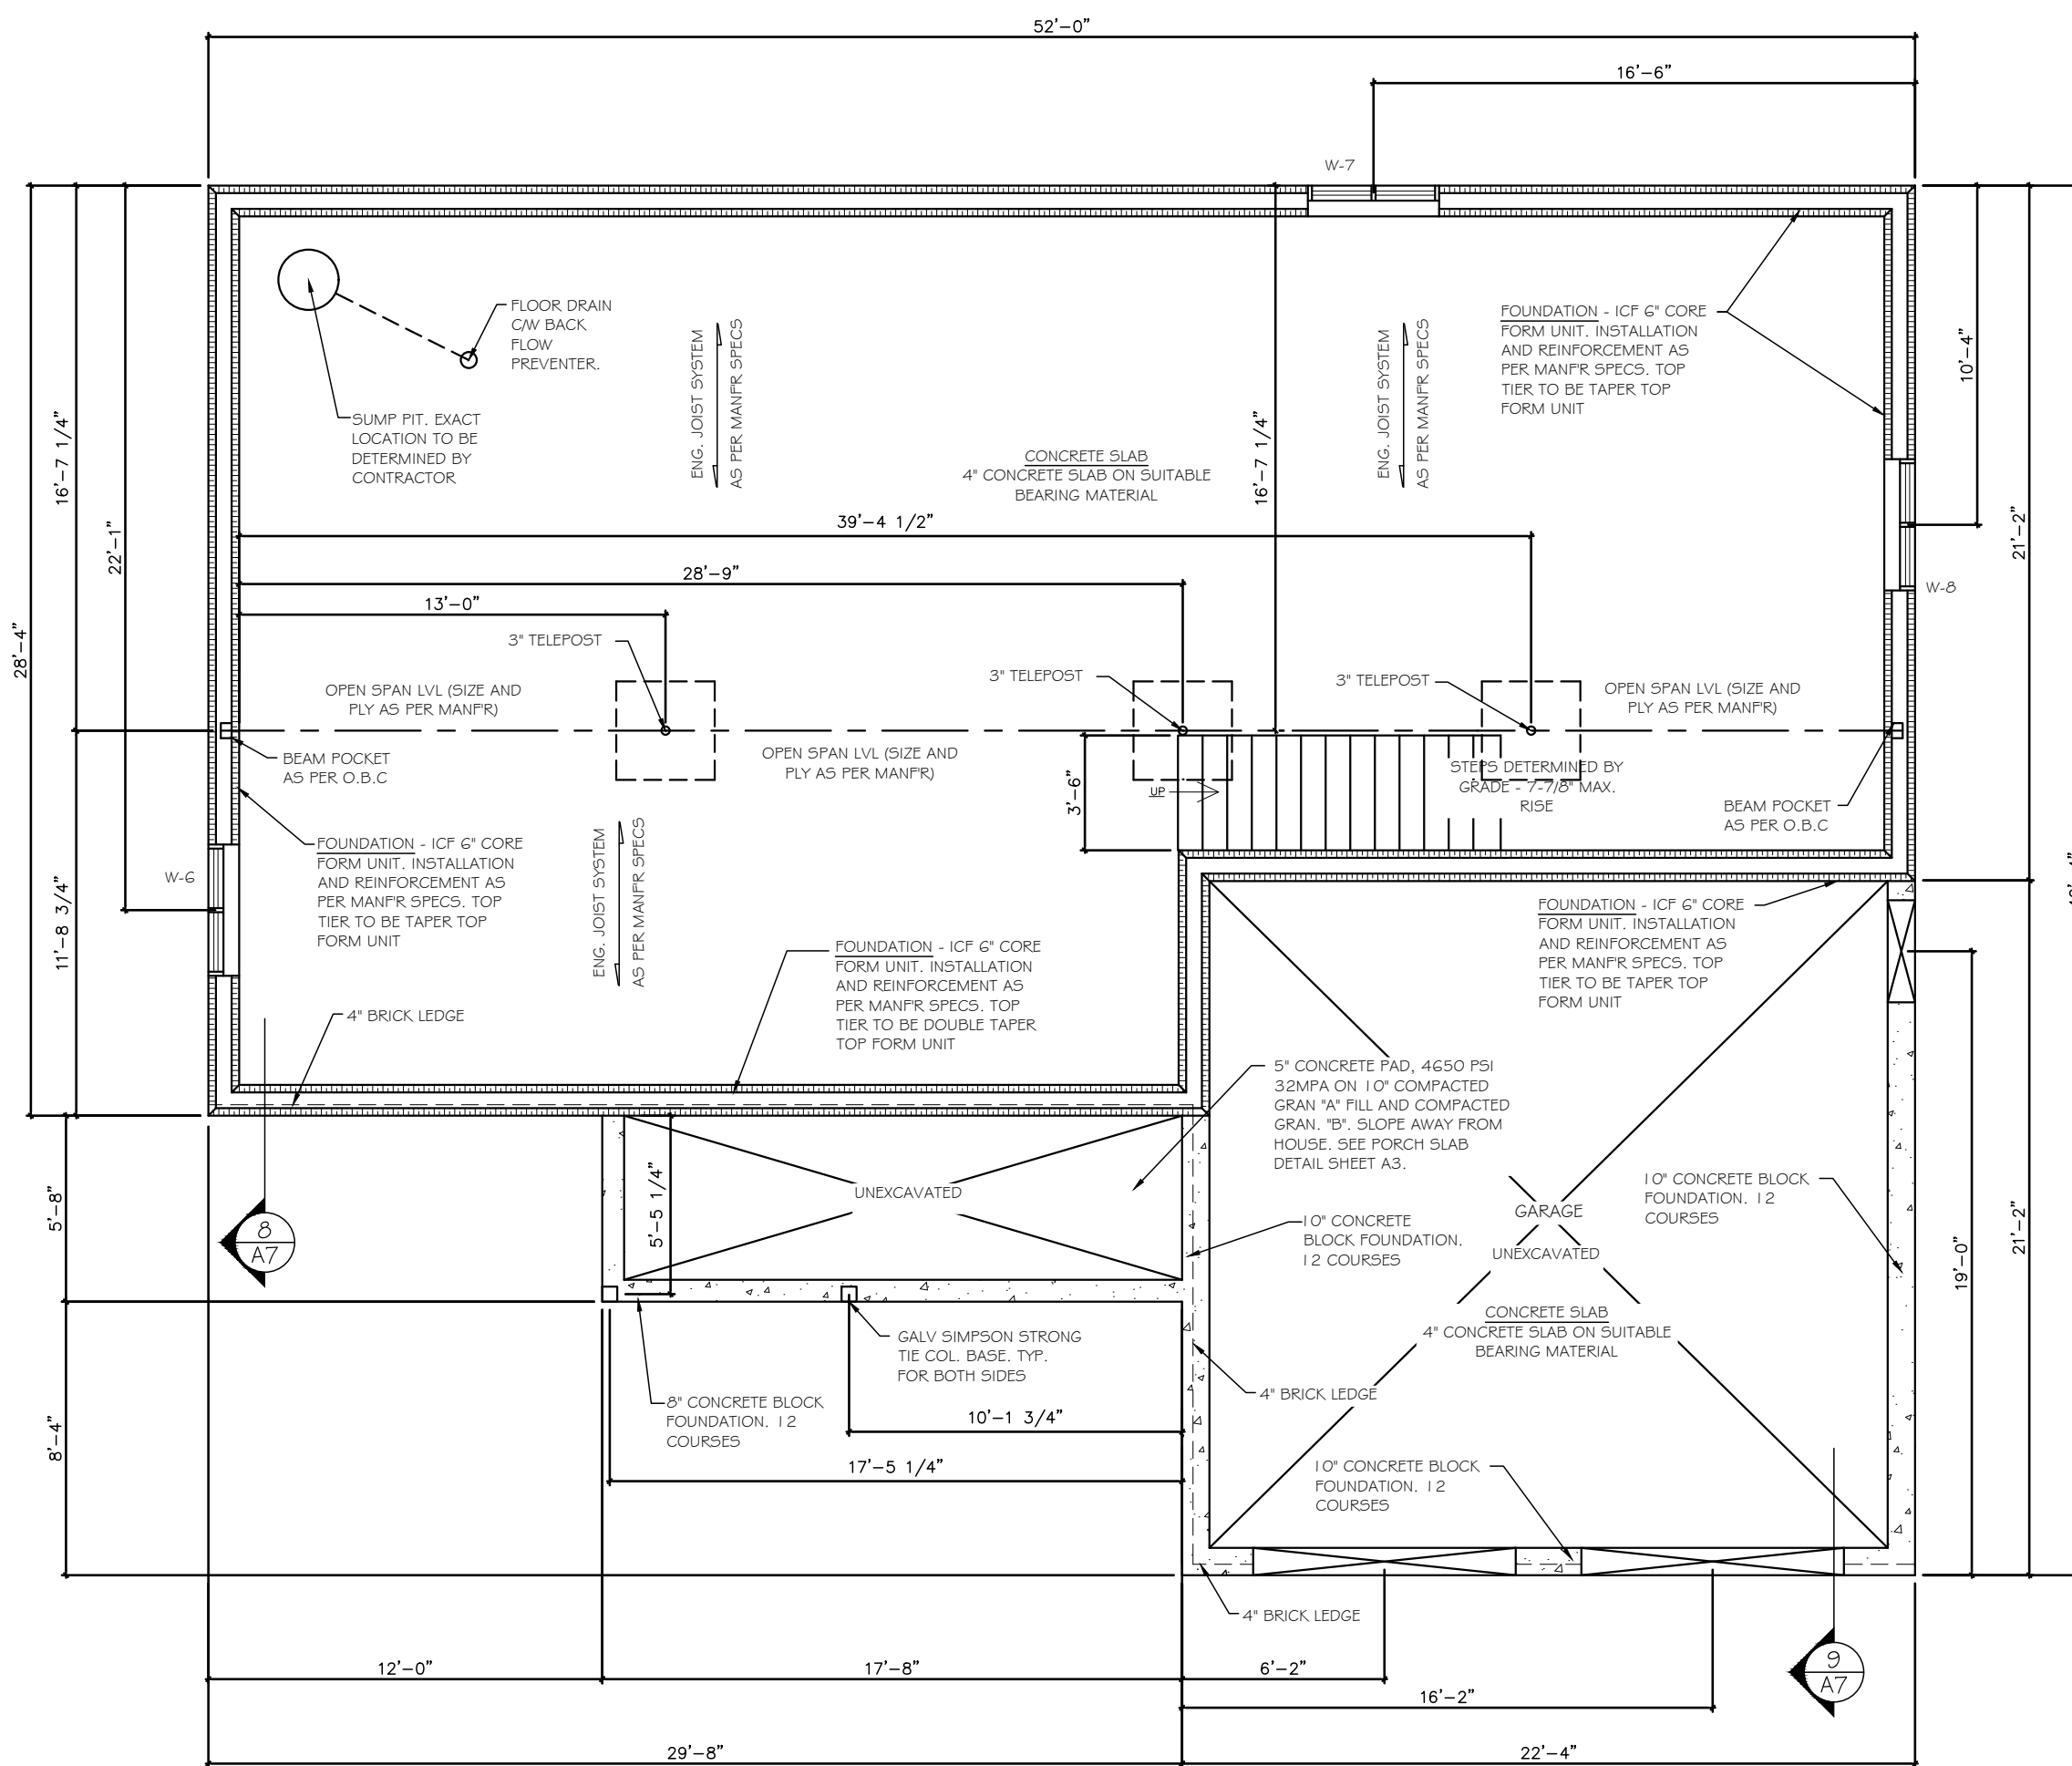 52'-0"
16'-6"
W-7
FLOOR DRAIN
C/W BACK
FLOW
PREVENTER.
SUMP PIT. EXACT
LOCATION TO BE
DETERMINED BY
CONTRACTOR
ENG. JOIST SYSTEM
AS PER MANF'R SPECS
CONCRETE SLAB
4" CONCRETE SLAB ON SUITABLE
BEARING MATERIAL
16'-7 1/4"
ENG. JOIST SYSTEM
AS PER MANF'R SPECS
FOUNDATION - ICF 6" CORE
FORM UNIT. INSTALLATION
AND REINFORCEMENT AS
PER MANF'R SPECS. TOP
TIER TO BE TAPER TOP
FORM UNIT
10'-4"
21'-2"
W-8
28'-4"
16'-7 1/4"
22'-1"
11'-8 3/4"
39'-4 1/2"
28'-9"
13'-0"
3" TELEPOST
3" TELEPOST
3" TELEPOST
OPEN SPAN LVL (SIZE AND
PLY AS PER MANF'R)
OPEN SPAN LVL (SIZE AND
PLY AS PER MANF'R)
OPEN SPAN LVL (SIZE AND
PLY AS PER MANF'R)
BEAM POCKET
AS PER O.B.C
3'-6"
UP
STEPS DETERMINED BY
GRADE - 7-7/8" MAX.
RISE
BEAM POCKET
AS PER O.B.C
W-6
FOUNDATION - ICF 6" CORE
FORM UNIT. INSTALLATION
AND REINFORCEMENT AS
PER MANF'R SPECS. TOP
TIER TO BE TAPER TOP
FORM UNIT
ENG. JOIST SYSTEM
AS PER MANF'R SPECS
FOUNDATION - ICF 6" CORE
FORM UNIT. INSTALLATION
AND REINFORCEMENT AS
PER MANF'R SPECS. TOP
TIER TO BE DOUBLE TAPER
TOP FORM UNIT
FOUNDATION - ICF 6" CORE
FORM UNIT. INSTALLATION
AND REINFORCEMENT AS
PER MANF'R SPECS. TOP
TIER TO BE TAPER TOP
FORM UNIT
4" BRICK LEDGE
5" CONCRETE PAD, 4650 PSI
32MPA ON 10" COMPACTED
GRAN "A" FILL AND COMPACTED
GRAN. "B". SLOPE AWAY FROM
HOUSE. SEE PORCH SLAB
DETAIL SHEET A3.
5'-8"
8
A7
5'-5 1/4"
UNEXCAVATED
10" CONCRETE
BLOCK FOUNDATION.
12 COURSES
GARAGE
UNEXCAVATED
CONCRETE SLAB
4" CONCRETE SLAB ON SUITABLE
BEARING MATERIAL
10" CONCRETE BLOCK
FOUNDATION. 12
COURSES
19'-0"
21'-2"
GALV SIMPSON STRONG
TIE COL. BASE. TYP.
FOR BOTH SIDES
8" CONCRETE BLOCK
FOUNDATION. 12
COURSES
8'-4"
4" BRICK LEDGE
10'-1 3/4"
17'-5 1/4"
10" CONCRETE BLOCK
FOUNDATION. 12
COURSES
4" BRICK LEDGE
9
A7
12'-0"
17'-8"
6'-2"
16'-2"
29'-8"
22'-4"